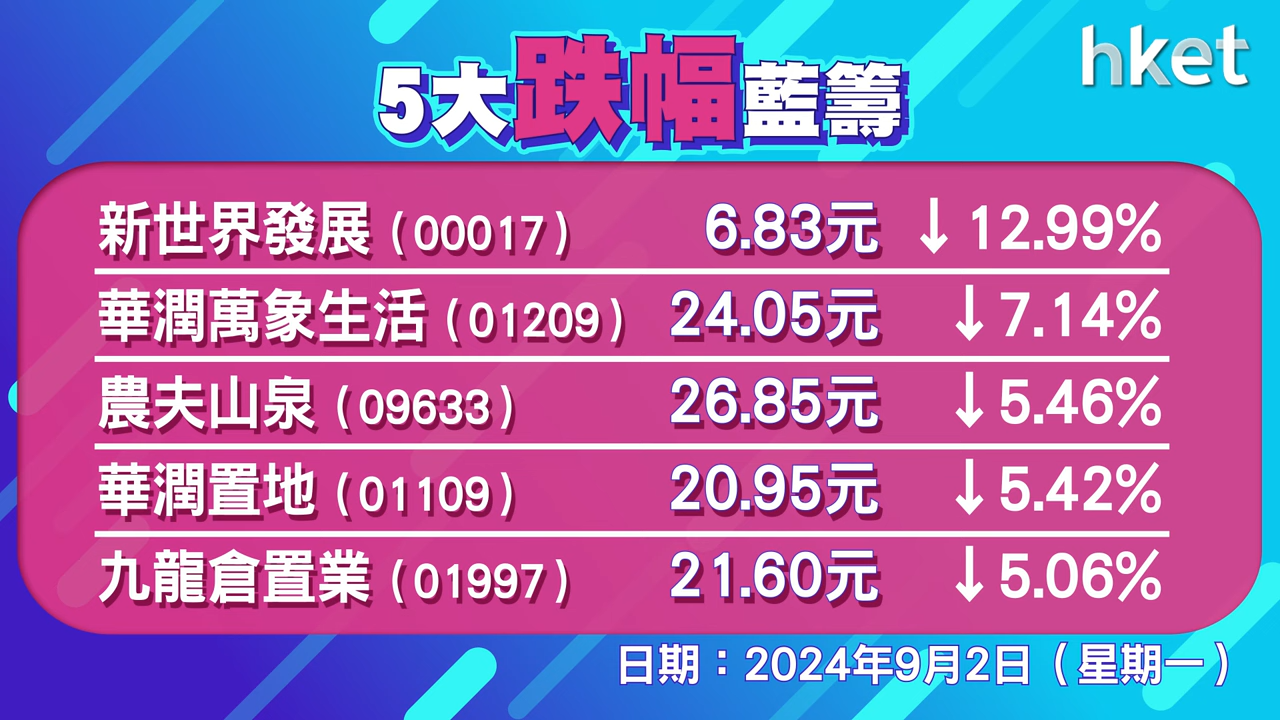 hket
5大跌幅藍籌
新世界發展（00017） 6.83元 ↓12.99%
華潤萬象生活（01209） 24.05元 ↓7.14%
農夫山泉（09633） 26.85元 ↓5.46%
華潤置地（01109） 20.95元 ↓5.42%
九龍倉置業（01997） 21.60元 ↓5.06%
日期：2024年9月2日（星期一）